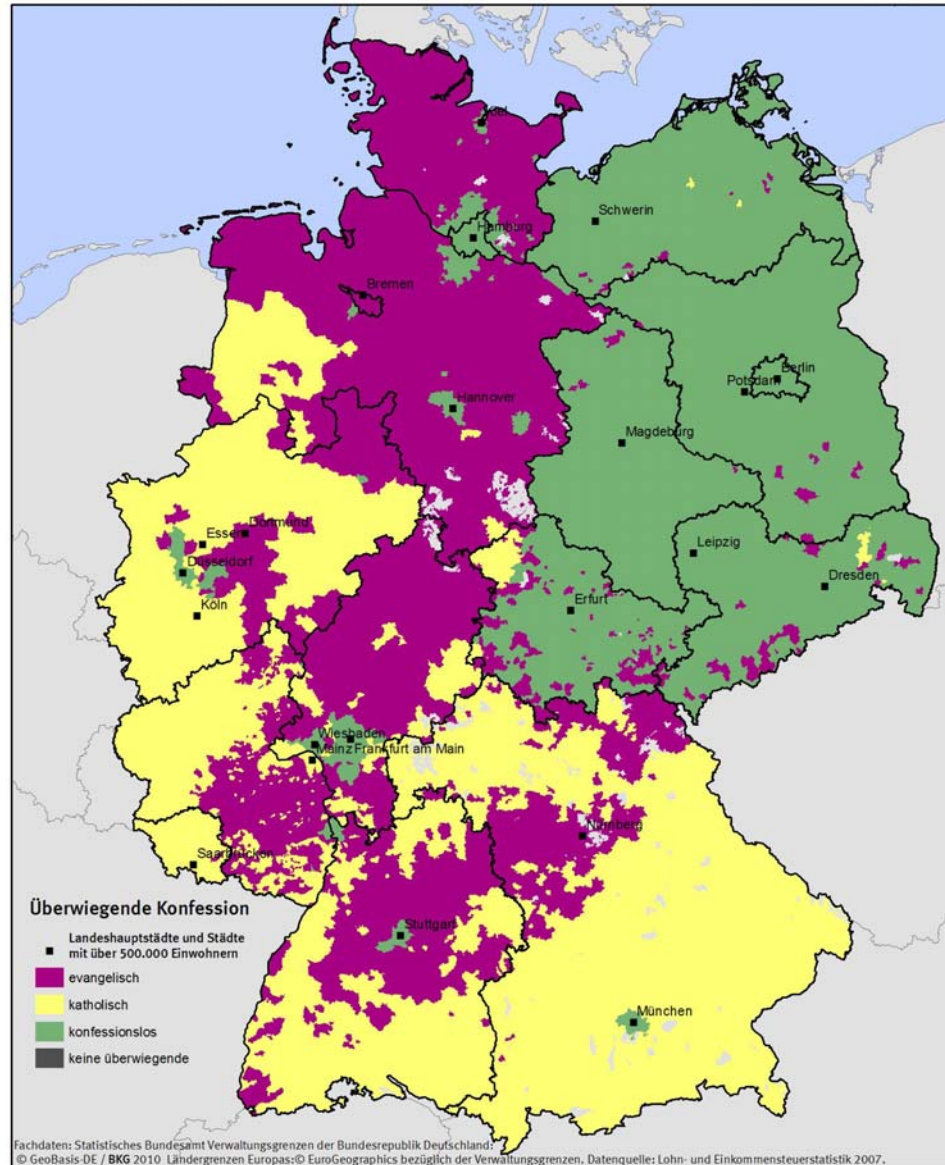 Kiel
Schwerin
Hamburg
Bremen
Berlin
Potsdam
Hannover
Magdeburg
Dortmund
Essen
Leipzig
Düsseldorf
Dresden
Erfurt
Köln
Wiesbaden
Mainz Frankfurt am Main
Nürnberg
Saarbrücken
Stuttgart
München
Überwiegende Konfession
Landeshauptstädte und Städte
mit über 500.000 Einwohnern
evangelisch
katholisch
konfessionslos
keine überwiegende
Fachdaten: Statistisches Bundesamt Verwaltungsgrenzen der Bundesrepublik Deutschland:
© GeoBasis-DE / BKG 2010 Ländergrenzen Europas:© EuroGeographics bezüglich der Verwaltungsgrenzen. Datenquelle: Lohn- und Einkommensteuerstatistik 2007.